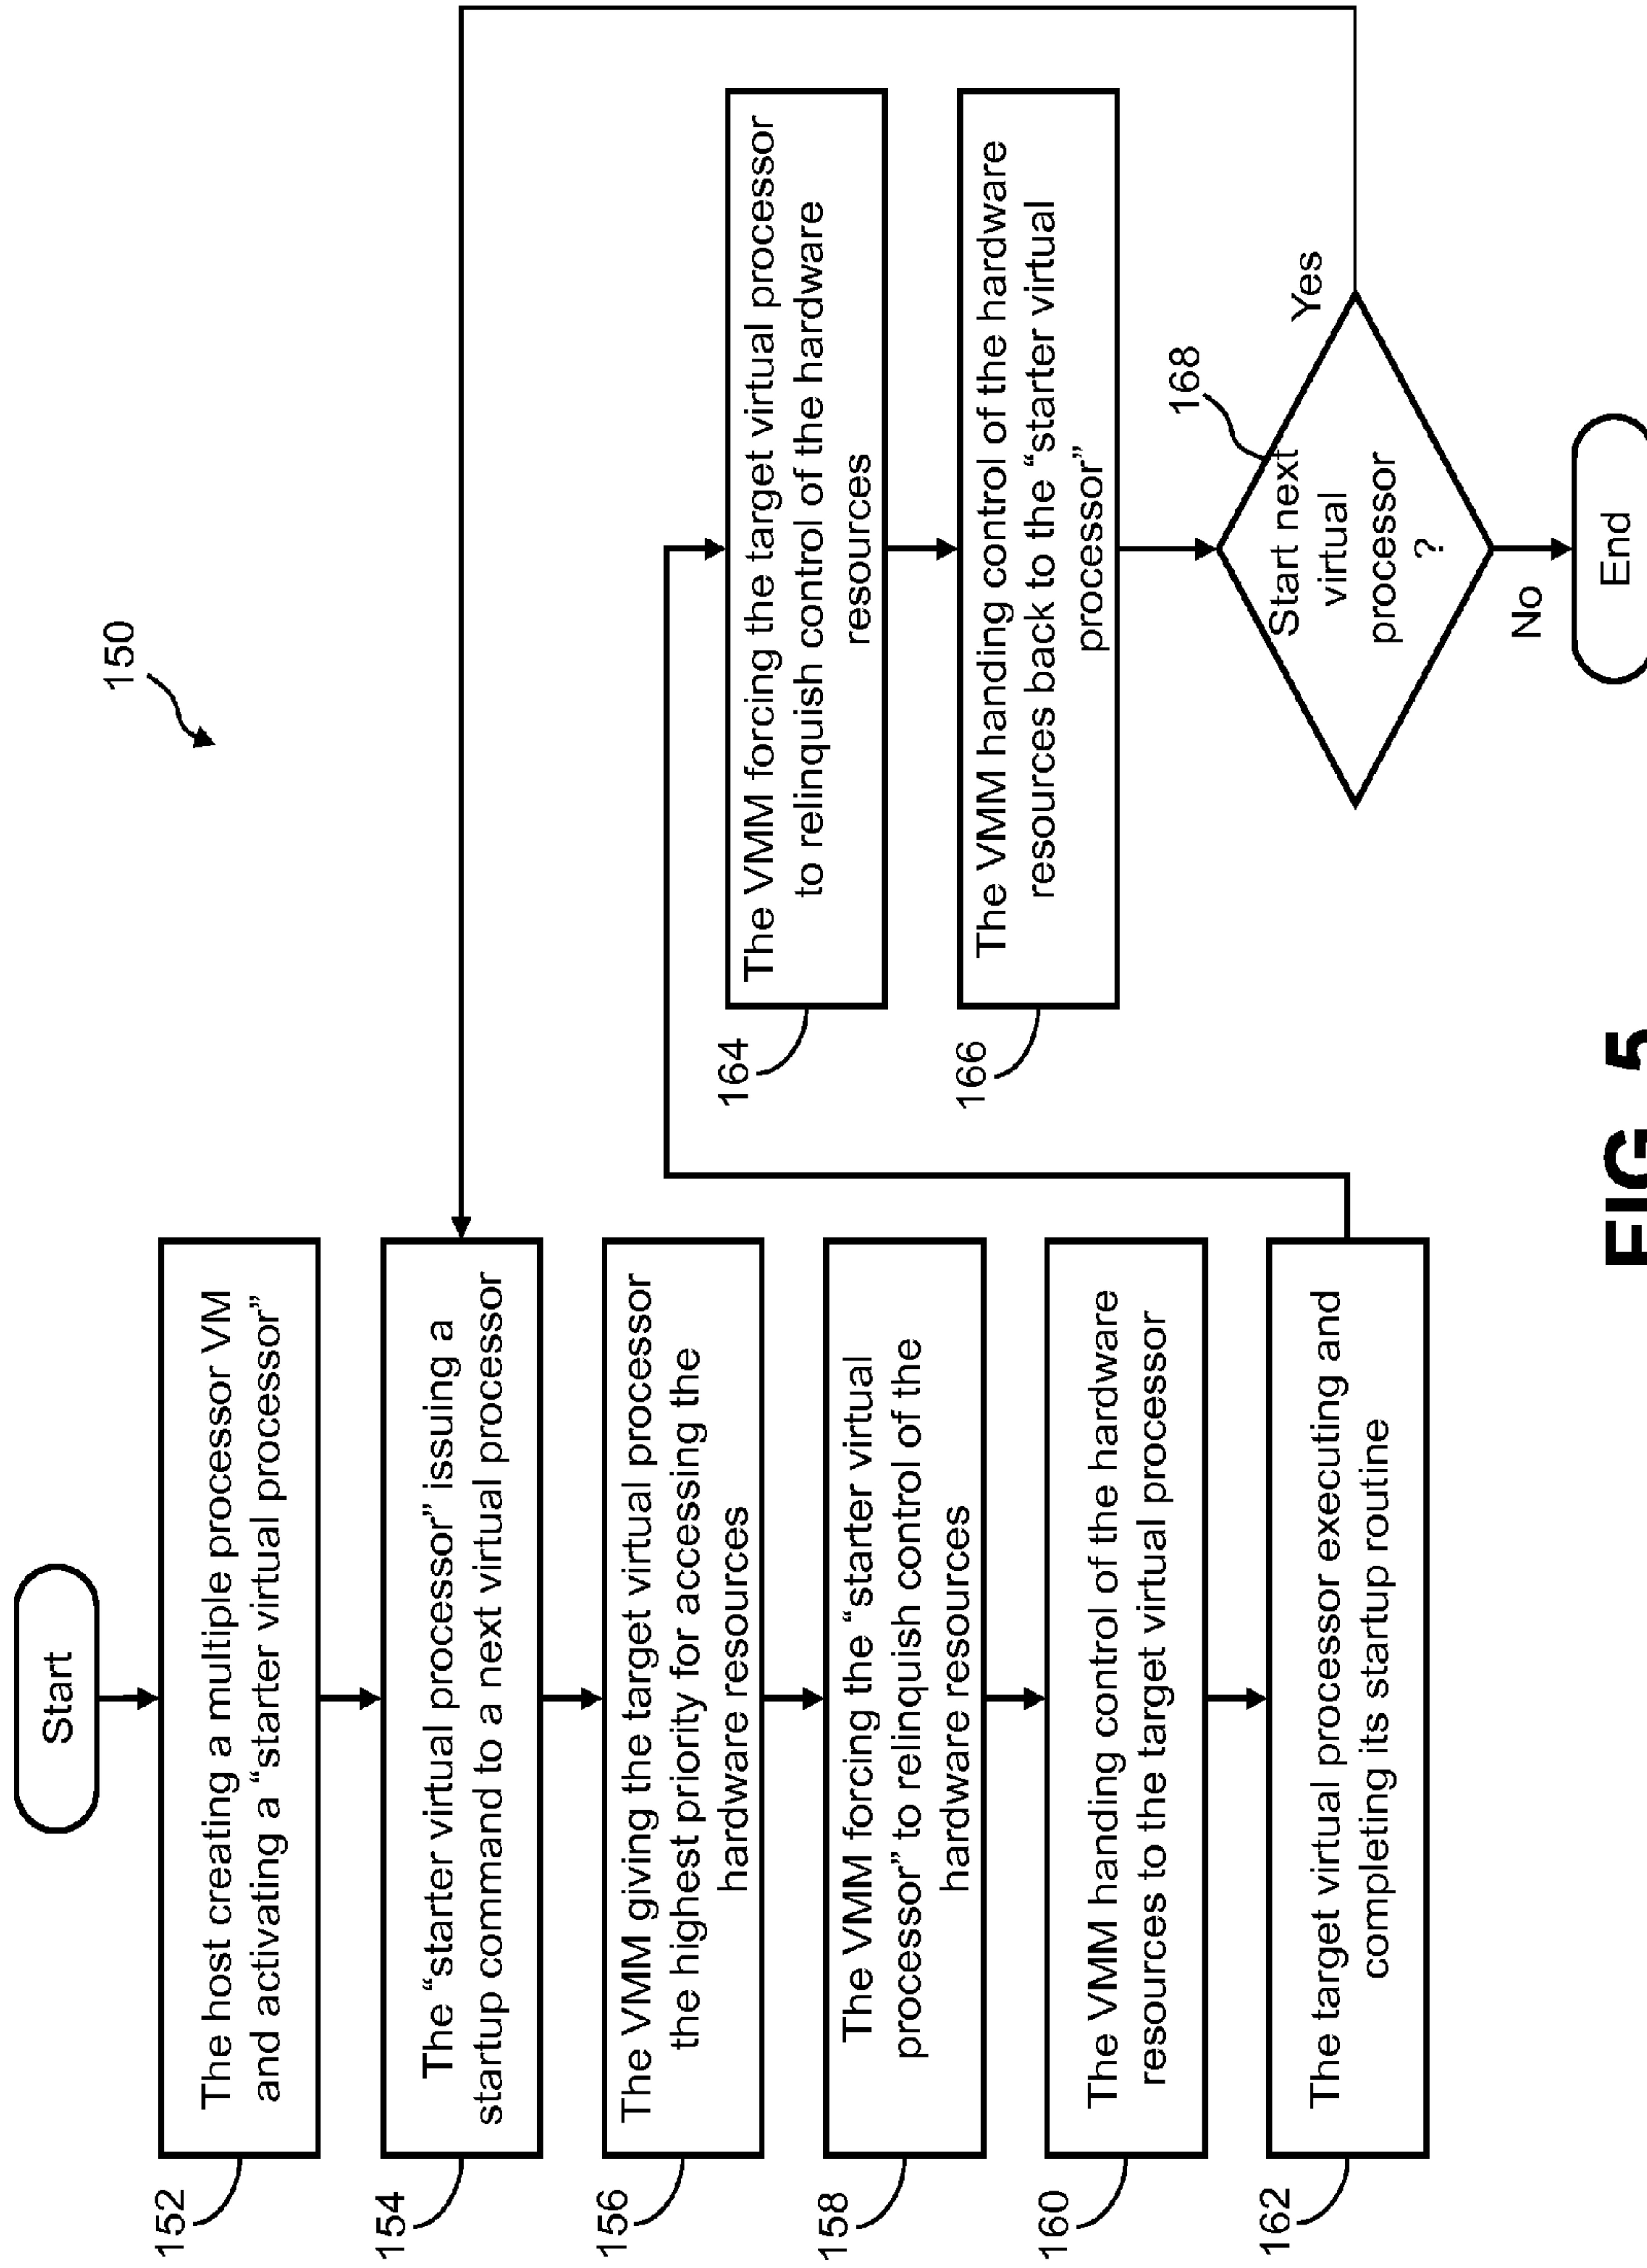 150
Start
152
The host creating a multiple processor VM
and activating a “starter virtual processor”
154
The “starter virtual processor” issuing a
startup command to a next virtual processor
156
The VMM giving the target virtual processor
the highest priority for accessing the
hardware resources
158
The VMM forcing the “starter virtual
processor” to relinquish control of the
hardware resources
160
The VMM handing control of the hardware
resources to the target virtual processor
162
The target virtual processor executing and
completing its startup routine
164
The VMM forcing the target virtual processor
to relinquish control of the hardware
resources
166
The VMM handing control of the hardware
resources back to the “starter virtual
processor”
168
Start next
virtual
processor
?
Yes
No
End
FIG. 5